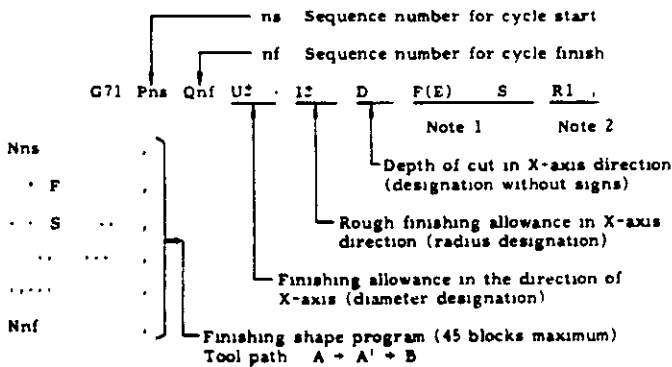 ns Sequence number for cycle start
nf Sequence number for cycle finish
G71 Pns Qnf U± . I± D F(E) S R1 ,
Note 1 Note 2
Nns ,
Depth of cut in X-axis direction
(designation without signs)
. F ,
Rough finishing allowance in X-axis
direction (radius designation)
. . S . . ,
. . . . . ,
Finishing allowance in the direction of
X-axis (diameter designation)
. , . . . . ,
Nnf ,
Finishing shape program (45 blocks maximum)
Tool path A → A' → B